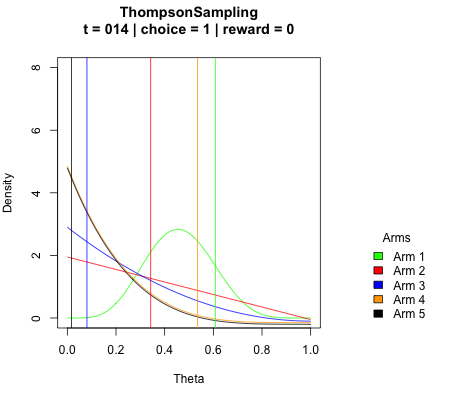 ThompsonSampling
t = 014 | choice = 1 | reward = 0
Density
8
6
4
2
0
0.0 0.2 0.4 0.6 0.8 1.0
Theta
Arms
Arm 1
Arm 2
Arm 3
Arm 4
Arm 5